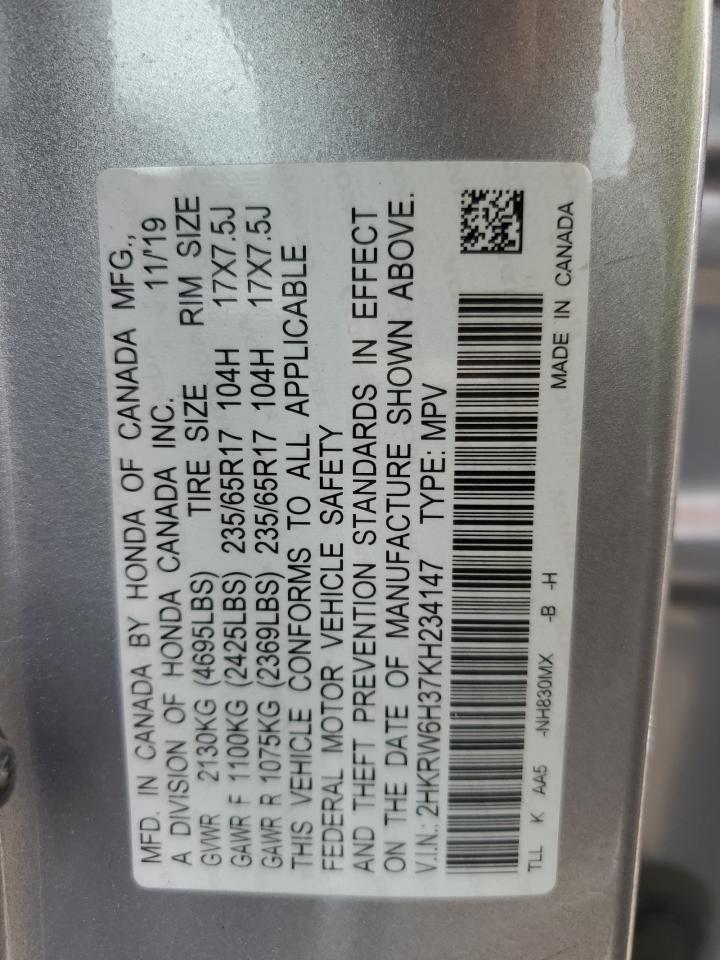 MFD. IN CANADA BY HONDA OF CANADA MFG.,
A DIVISION OF HONDA CANADA INC. 11/'19
GVWR 2130KG (4695LBS) TIRE SIZE RIM SIZE
GAWR F 1100KG (2425LBS) 235/65R17 104H 17X7.5J
GAWR R 1075KG (2369LBS) 235/65R17 104H 17X7.5J
THIS VEHICLE CONFORMS TO ALL APPLICABLE
FEDERAL MOTOR VEHICLE SAFETY
AND THEFT PREVENTION STANDARDS IN EFFECT
ON THE DATE OF MANUFACTURE SHOWN ABOVE.
V.I.N.: 2HKRW6H37KH234147 TYPE: MPV
TLL K AA5 -NH830MX -B -H MADE IN CANADA